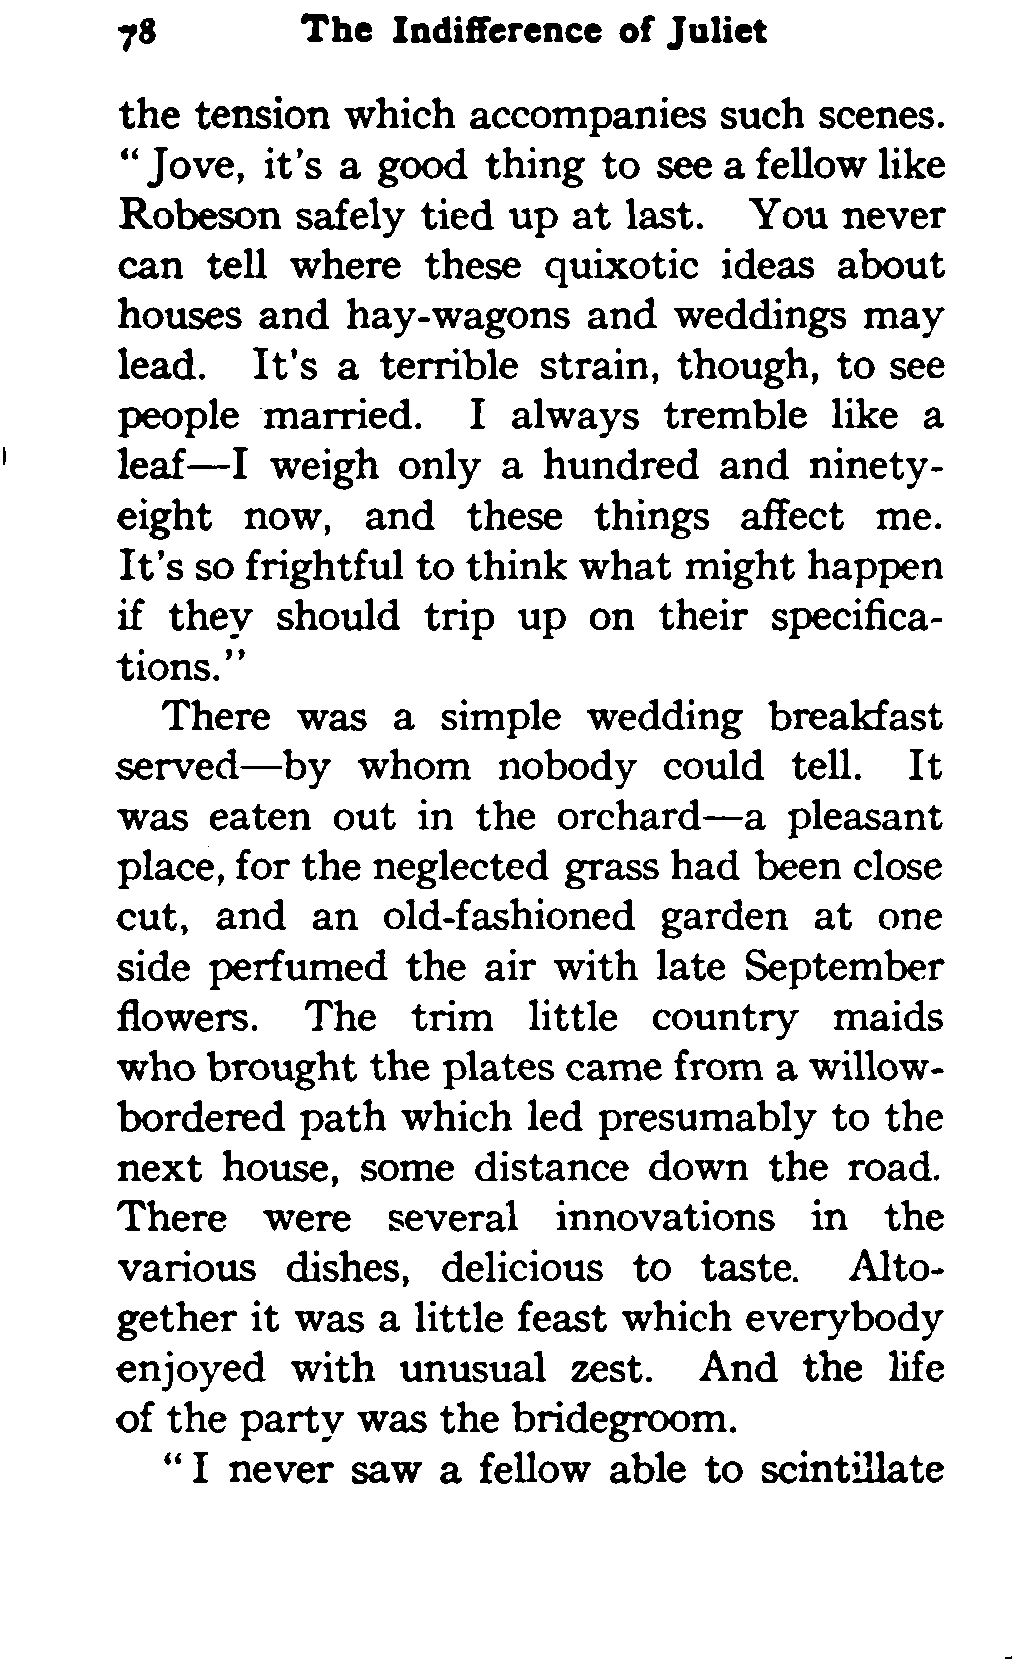 78 The Indifference of Juliet
the tension which accompanies such scenes.
“Jove, it's a good thing to see a fellow like
Robeson safely tied up at last. You never
can tell where these quixotic ideas about
houses and hay-wagons and weddings may
lead. It's a terrible strain, though, to see
people married. I always tremble like a
leaf—I weigh only a hundred and ninety-
eight now, and these things affect me.
It's so frightful to think what might happen
if they should trip up on their specifica-
tions.”
There was a simple wedding breakfast
served—by whom nobody could tell. It
was eaten out in the orchard—a pleasant
place, for the neglected grass had been close
cut, and an old-fashioned garden at one
side perfumed the air with late September
flowers. The trim little country maids
who brought the plates came from a willow-
bordered path which led presumably to the
next house, some distance down the road.
There were several innovations in the
various dishes, delicious to taste. Alto-
gether it was a little feast which everybody
enjoyed with unusual zest. And the life
of the party was the bridegroom.
“I never saw a fellow able to scintillate